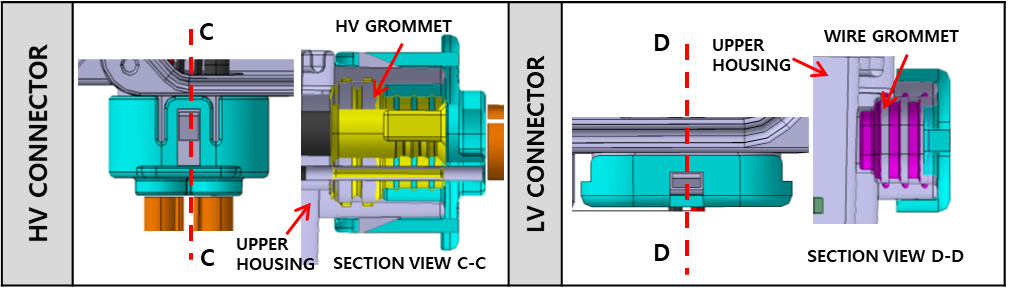 HV CONNECTOR
C
C
HV GROMMET
UPPER
HOUSING
SECTION VIEW C-C
LV CONNECTOR
D
D
UPPER
HOUSING
WIRE GROMMET
SECTION VIEW D-D